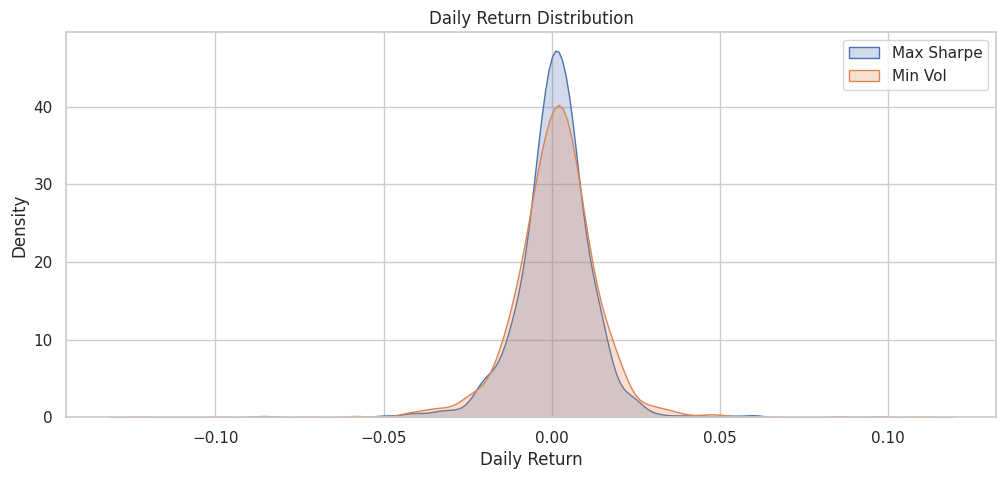 Daily Return Distribution
Max Sharpe
Min Vol
Density
40
30
20
10
0
−0.10
−0.05
0.00
0.05
0.10
Daily Return